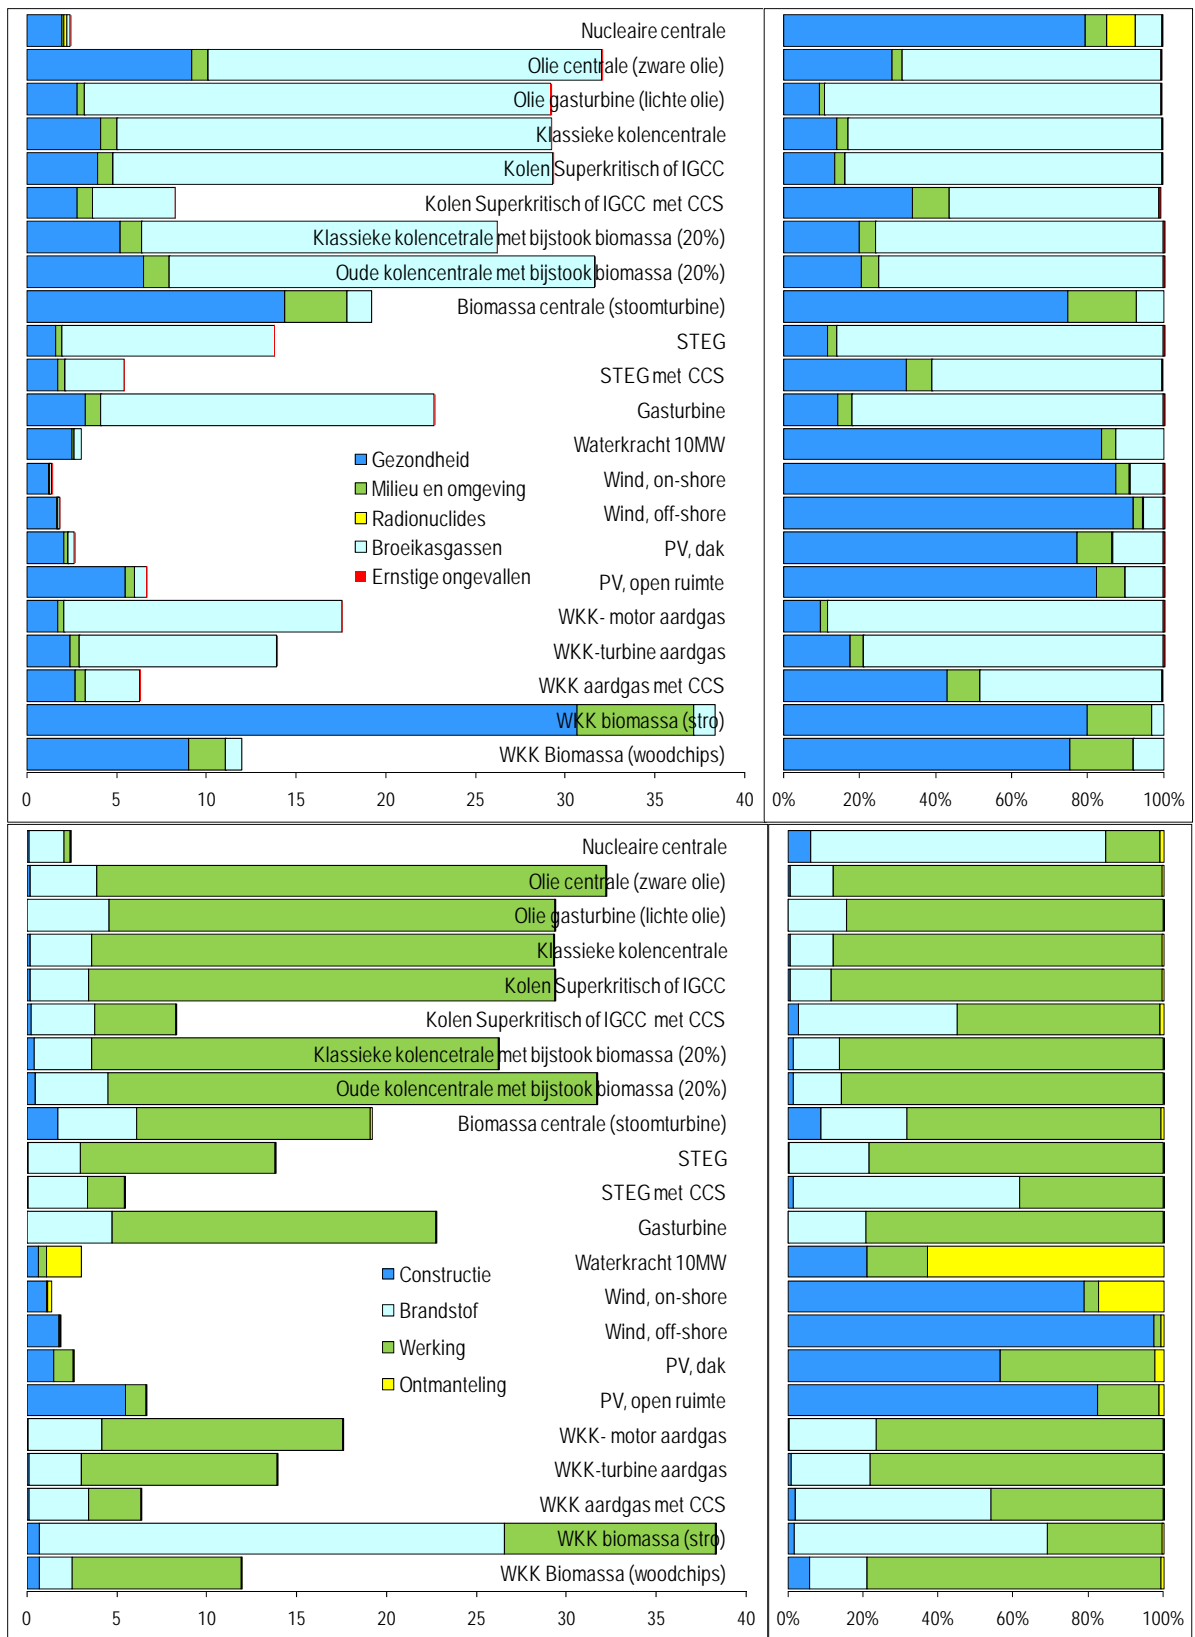 Nucleaire centrale
Olie centrale (zware olie)
Olie gasturbine (lichte olie)
Klassieke kolencentrale
Kolen Superkritisch of IGCC
Kolen Superkritisch of IGCC met CCS
Klassieke kolencetrale met bijstook biomassa (20%)
Oude kolencentrale met bijstook biomassa (20%)
Biomassa centrale (stoomturbine)
STEG
STEG met CCS
Gasturbine
Waterkracht 10MW
Wind, on-shore
Wind, off-shore
PV, dak
PV, open ruimte
WKK- motor aardgas
WKK-turbine aardgas
WKK aardgas met CCS
WKK biomassa (stro)
WKK Biomassa (woodchips)
Gezondheid
Milieu en omgeving
Radionuclides
Broeikasgassen
Ernstige ongevallen
0 5 10 15 20 25 30 35 40
0% 20% 40% 60% 80% 100%
Nucleaire centrale
Olie centrale (zware olie)
Olie gasturbine (lichte olie)
Klassieke kolencentrale
Kolen Superkritisch of IGCC
Kolen Superkritisch of IGCC met CCS
Klassieke kolencetrale met bijstook biomassa (20%)
Oude kolencentrale met bijstook biomassa (20%)
Biomassa centrale (stoomturbine)
STEG
STEG met CCS
Gasturbine
Waterkracht 10MW
Wind, on-shore
Wind, off-shore
PV, dak
PV, open ruimte
WKK- motor aardgas
WKK-turbine aardgas
WKK aardgas met CCS
WKK biomassa (stro)
WKK Biomassa (woodchips)
Constructie
Brandstof
Werking
Ontmanteling
0 5 10 15 20 25 30 35 40
0% 20% 40% 60% 80% 100%